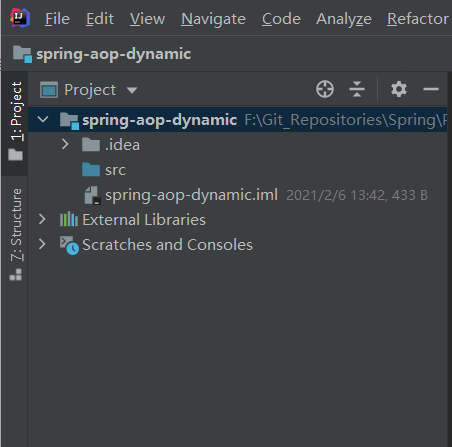 File Edit View Navigate Code Analyze Refactor
spring-aop-dynamic
1: Project
Project
spring-aop-dynamic F:\Git_Repositories\Spring\
.idea
src
spring-aop-dynamic.iml 2021/2/6 13:42, 433 B
External Libraries
Scratches and Consoles
7: Structure